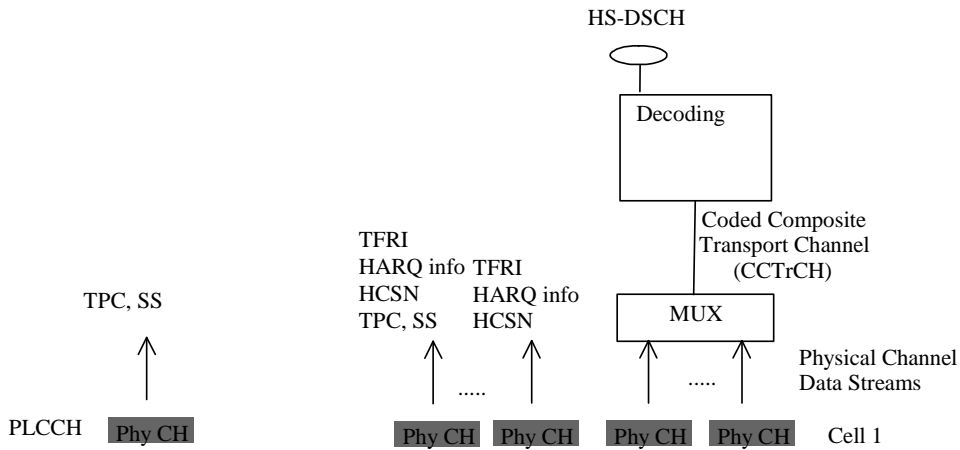 HS-DSCH
Decoding
Coded Composite
Transport Channel
(CCTrCH)
TFRI
HARQ info
HCSN
TPC, SS
TFRI
HARQ info
HCSN
TPC, SS
MUX
Physical Channel
Data Streams
.....
.....
PLCCH
Phy CH
Phy CH
Phy CH
Phy CH
Phy CH
Cell 1